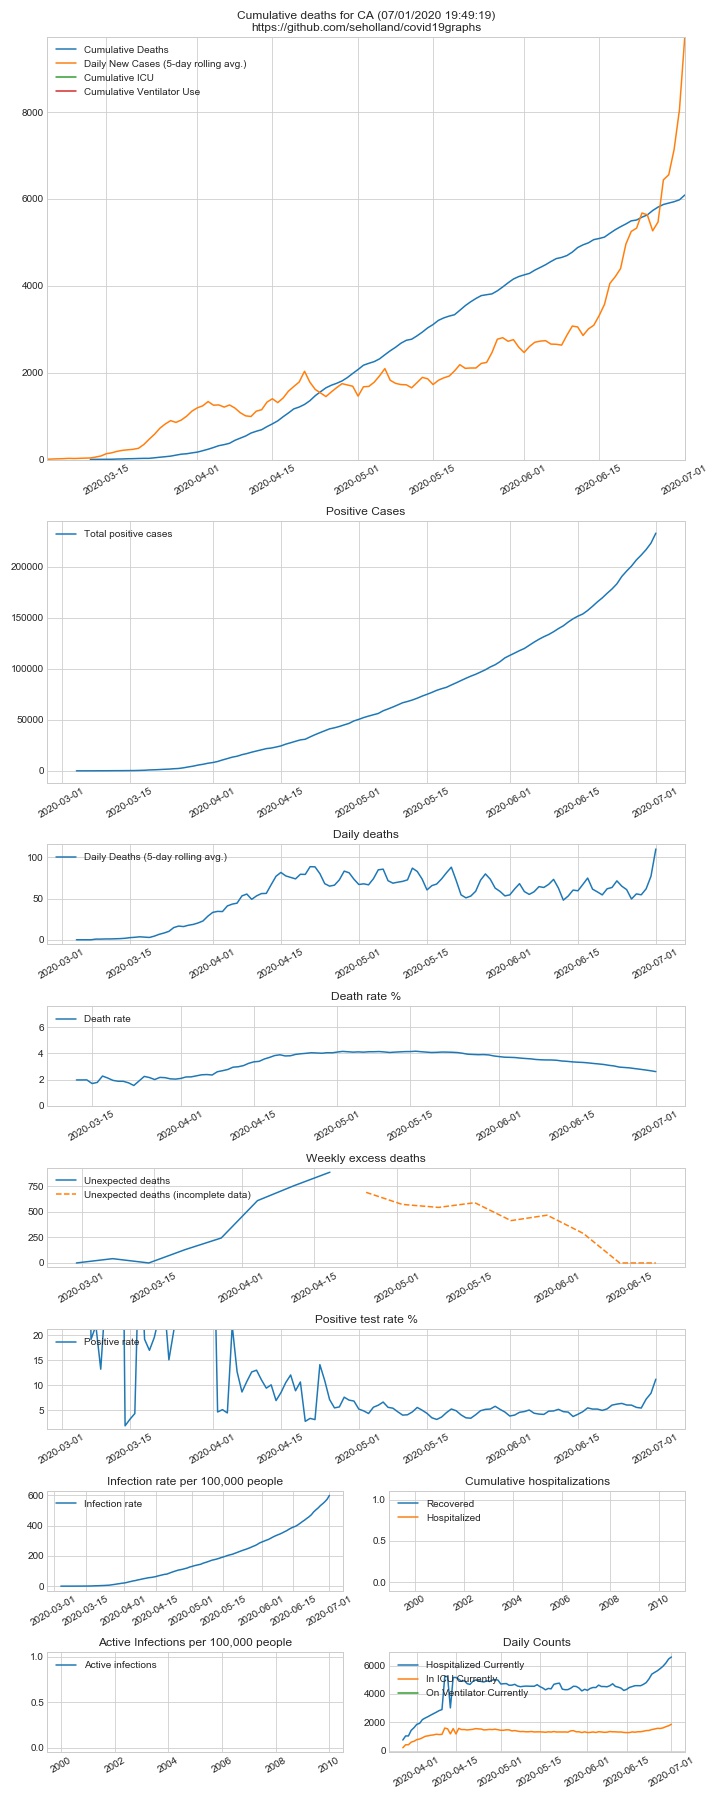 Cumulative deaths for CA (07/01/2020 19:49:19)
https://github.com/seholland/covid19graphs
Cumulative Deaths
Daily New Cases (5-day rolling avg.)
Cumulative ICU
Cumulative Ventilator Use
8000
6000
4000
2000
0
2020-03-15 2020-04-01 2020-04-15 2020-05-01 2020-05-15 2020-06-01 2020-06-15 2020-07-01
Positive Cases
Total positive cases
200000
150000
100000
50000
0
2020-03-01 2020-03-15 2020-04-01 2020-04-15 2020-05-01 2020-05-15 2020-06-01 2020-06-15 2020-07-01
Daily deaths
Daily Deaths (5-day rolling avg.)
100
50
0
2020-03-01 2020-03-15 2020-04-01 2020-04-15 2020-05-01 2020-05-15 2020-06-01 2020-06-15 2020-07-01
Death rate %
Death rate
6
4
2
0
2020-03-15 2020-04-01 2020-04-15 2020-05-01 2020-05-15 2020-06-01 2020-06-15 2020-07-01
Weekly excess deaths
Unexpected deaths
Unexpected deaths (incomplete data)
750
500
250
0
2020-03-01 2020-03-15 2020-04-01 2020-04-15 2020-05-01 2020-05-15 2020-06-01 2020-06-15
Positive test rate %
Positive rate
20
15
10
5
2020-03-01 2020-03-15 2020-04-01 2020-04-15 2020-05-01 2020-05-15 2020-06-01 2020-06-15 2020-07-01
Infection rate per 100,000 people
Infection rate
600
400
200
0
2020-03-01 2020-03-15 2020-04-01 2020-04-15 2020-05-01 2020-05-15 2020-06-01 2020-06-15 2020-07-01
Cumulative hospitalizations
Recovered
Hospitalized
1.0
0.5
0.0
2000 2002 2004 2006 2008 2010
Active Infections per 100,000 people
Active infections
1.0
0.5
0.0
2000 2002 2004 2006 2008 2010
Daily Counts
Hospitalized Currently
In ICU Currently
On Ventilator Currently
6000
4000
2000
0
2020-04-01 2020-04-15 2020-05-01 2020-05-15 2020-06-01 2020-06-15 2020-07-01